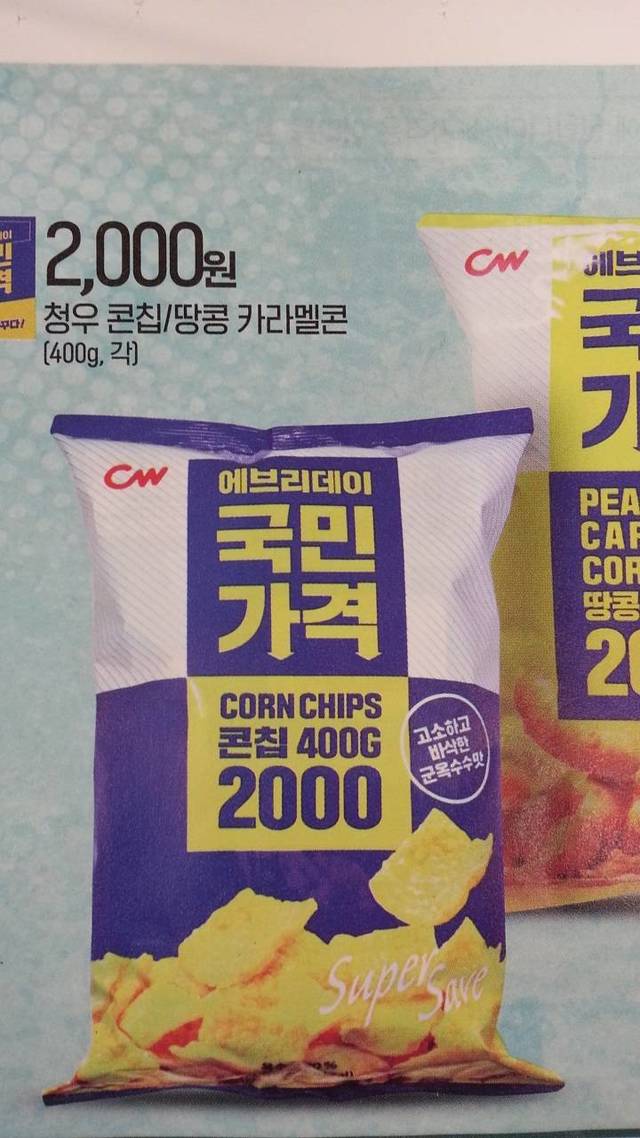 2,000원
청우 콘칩/땅콩 카라멜콘
(400g, 각)
CW
에브리데이
국민
가격
CORN CHIPS
콘칩 400G
2000
고소하고
바삭한
군옥수수맛
Super
Save
CW
에브
국
가
PEA
CAR
COR
땅콩
20